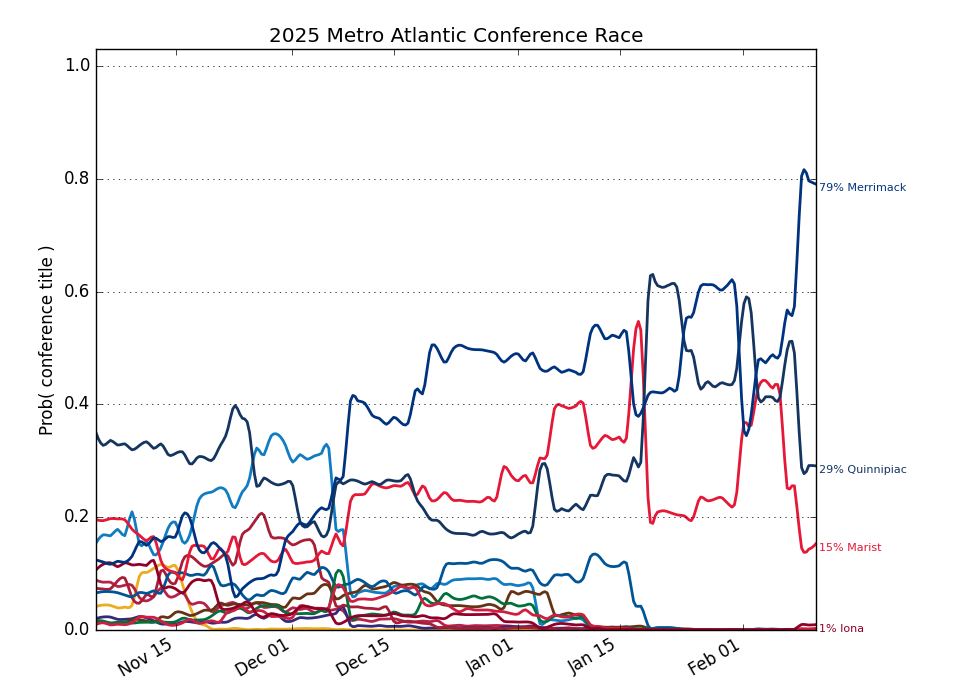 2025 Metro Atlantic Conference Race
Prob( conference title )
1.0
0.8
0.6
0.4
0.2
0.0
79% Merrimack
29% Quinnipiac
15% Marist
1% Iona
Nov 15
Dec 01
Dec 15
Jan 01
Jan 15
Feb 01